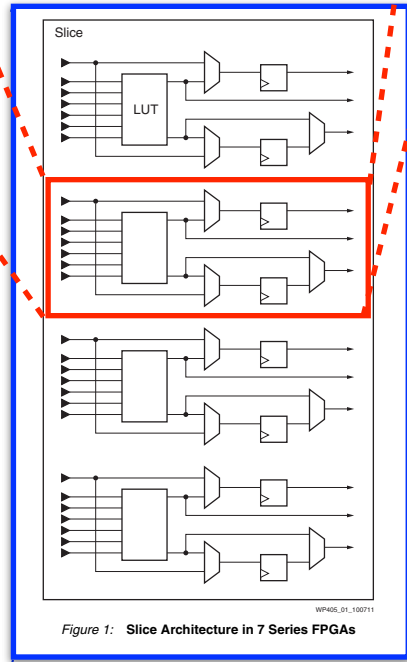 Slice
LUT
WP405_01_100711
Figure 1: Slice Architecture in 7 Series FPGAs